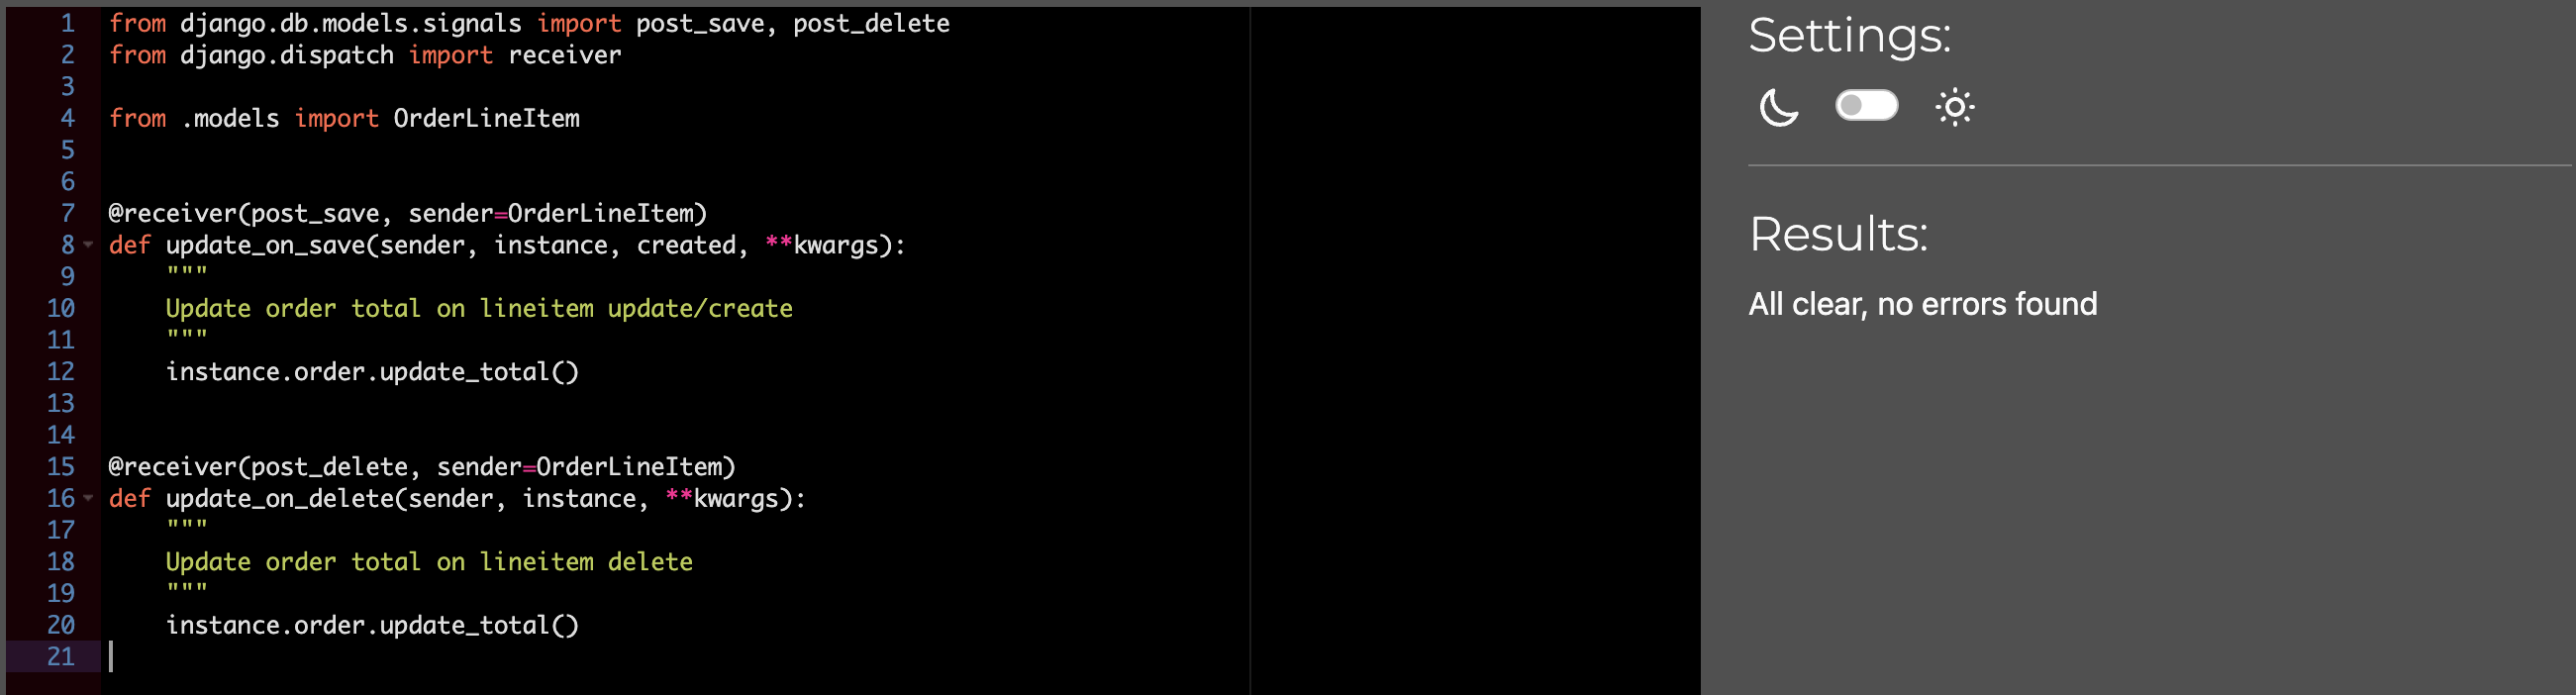 1 from django.db.models.signals import post_save, post_delete
2 from django.dispatch import receiver
3
4 from .models import OrderLineItem
5
6
7 @receiver(post_save, sender=OrderLineItem)
8 def update_on_save(sender, instance, created, **kwargs):
9     """
10     Update order total on lineitem update/create
11     """
12     instance.order.update_total()
13
14
15 @receiver(post_delete, sender=OrderLineItem)
16 def update_on_delete(sender, instance, **kwargs):
17     """
18     Update order total on lineitem delete
19     """
20     instance.order.update_total()
21
Settings:
Results:
All clear, no errors found